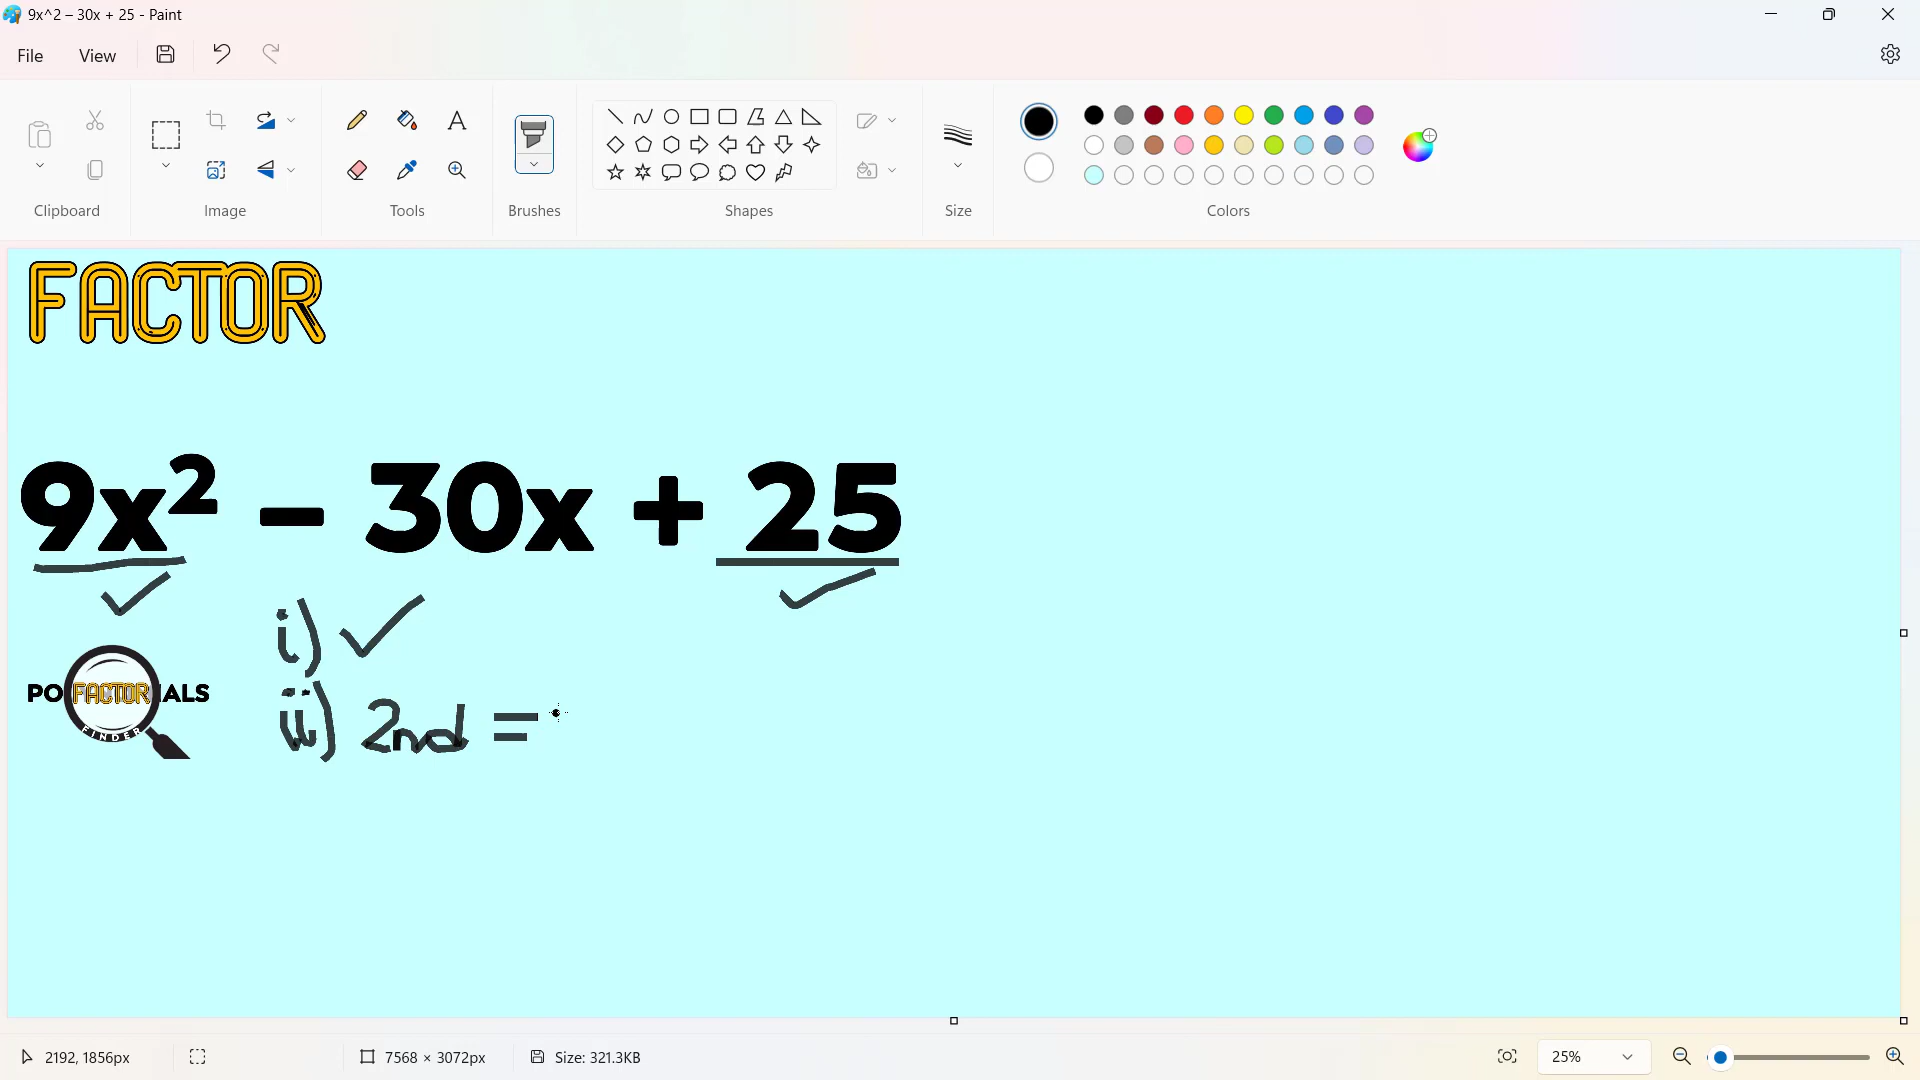 9x^2 – 30x + 25 - Paint
File View
Clipboard Image Tools Brushes Shapes Size Colors
FACTOR
9x² – 30x + 25
i) ✓
PO FACTOR IALS
FINDER
ii) 2nd =
2192, 1856px 7568 × 3072px Size: 321.3KB 25%